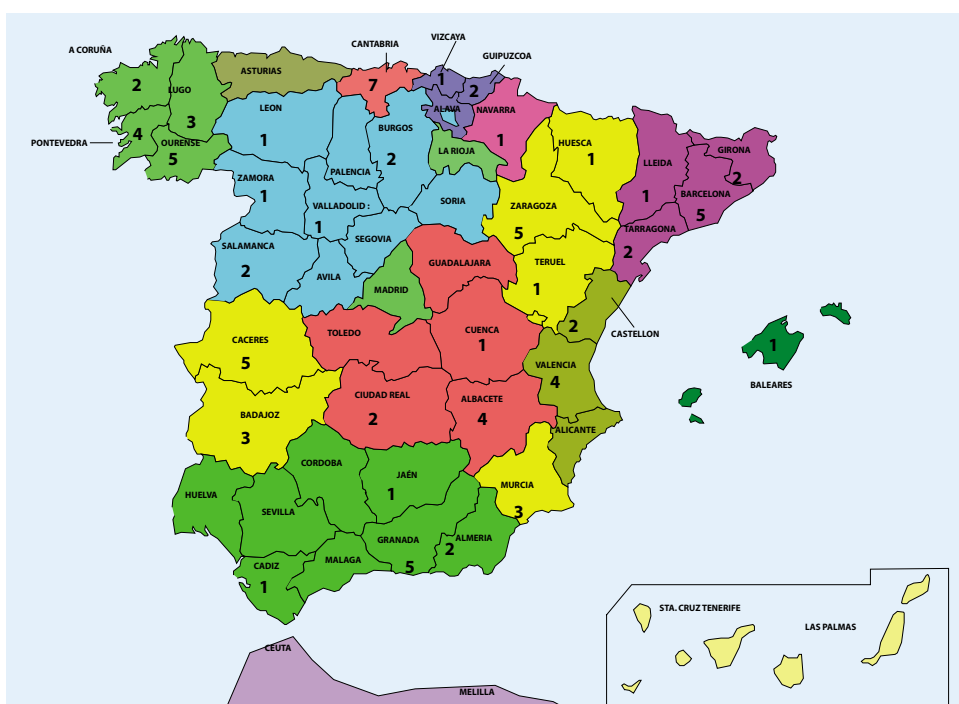 VIZCAYA
A CORUÑA
CANTABRIA
GUIPUZCOA
ASTURIAS
1
2
7
LUGO
2
LEON
ALAVA
NAVARRA
3
BURGOS
4
1
1
PONTEVEDRA
OURENSE
HUESCA
5
2
LA RIOJA
1
GIRONA
LLEIDA
PALENCIA
ZAMORA
2
1
1
BARCELONA
VALLADOLID :
SORIA
ZARAGOZA
5
1
5
TARRAGONA
SEGOVIA
SALAMANCA
2
2
AVILA
GUADALAJARA
TERUEL
MADRID
1
TOLEDO
CUENCA
2
CASTELLON
CACERES
1
1
5
VALENCIA
4
BALEARES
CIUDAD REAL
ALBACETE
BADAJOZ
2
4
3
ALICANTE
CORDOBA
JAÉN
MURCIA
HUELVA
1
SEVILLA
3
GRANADA
ALMERIA
2
MALAGA
CADIZ
5
1
STA. CRUZ TENERIFE
LAS PALMAS
CEUTA
MELILLA